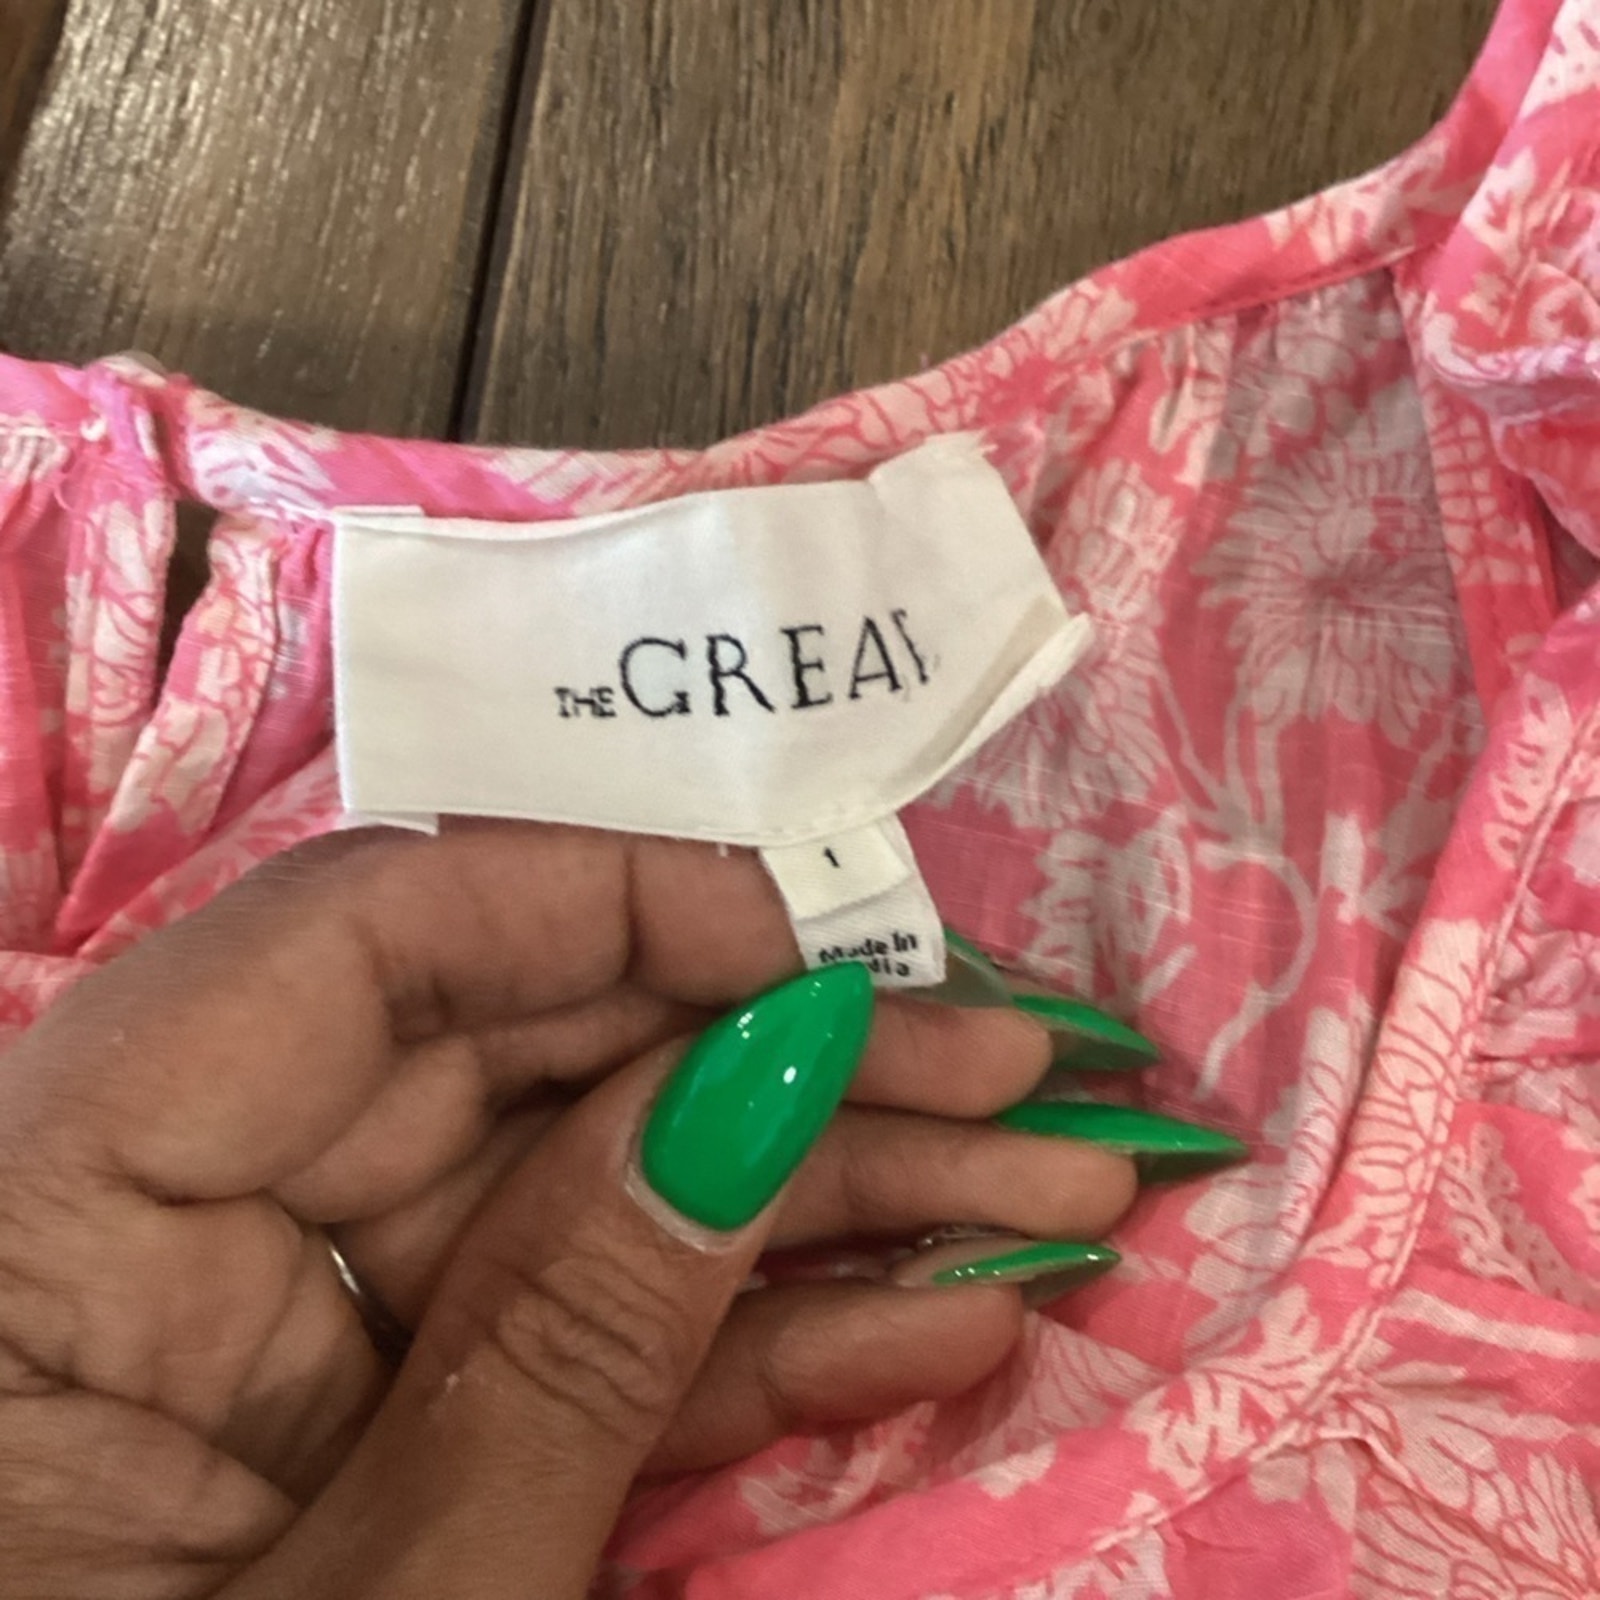 THE GREAT.
1
Made In